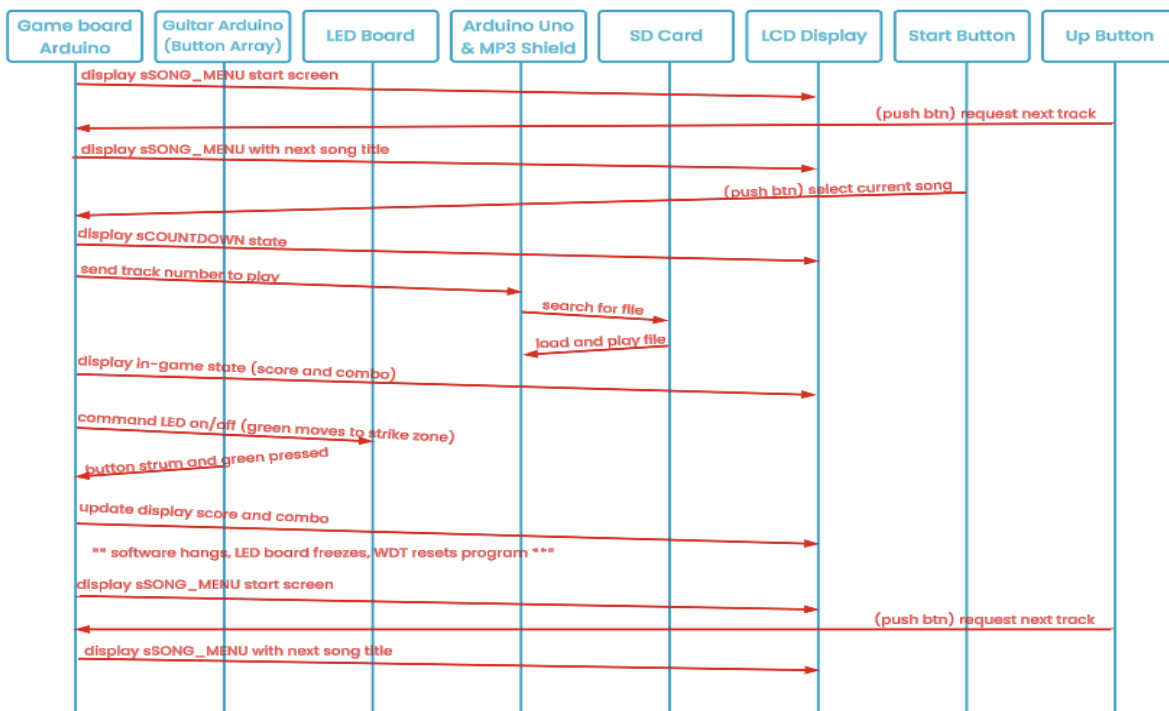 Game board
Arduino
Guitar Arduino
(Button Array)
LED Board
Arduino Uno
& MP3 Shield
SD Card
LCD Display
Start Button
Up Button
display sSONG_MENU start screen
(push btn) request next track
display sSONG_MENU with next song title
(push btn) select current song
display sCOUNTDOWN state
send track number to play
search for file
load and play file
display in-game state (score and combo)
command LED on/off (green moves to strike zone)
button strum and green pressed
update display score and combo
** software hangs, LED board freezes, WDT resets program ***
display sSONG_MENU start screen
(push btn) request next track
display sSONG_MENU with next song title